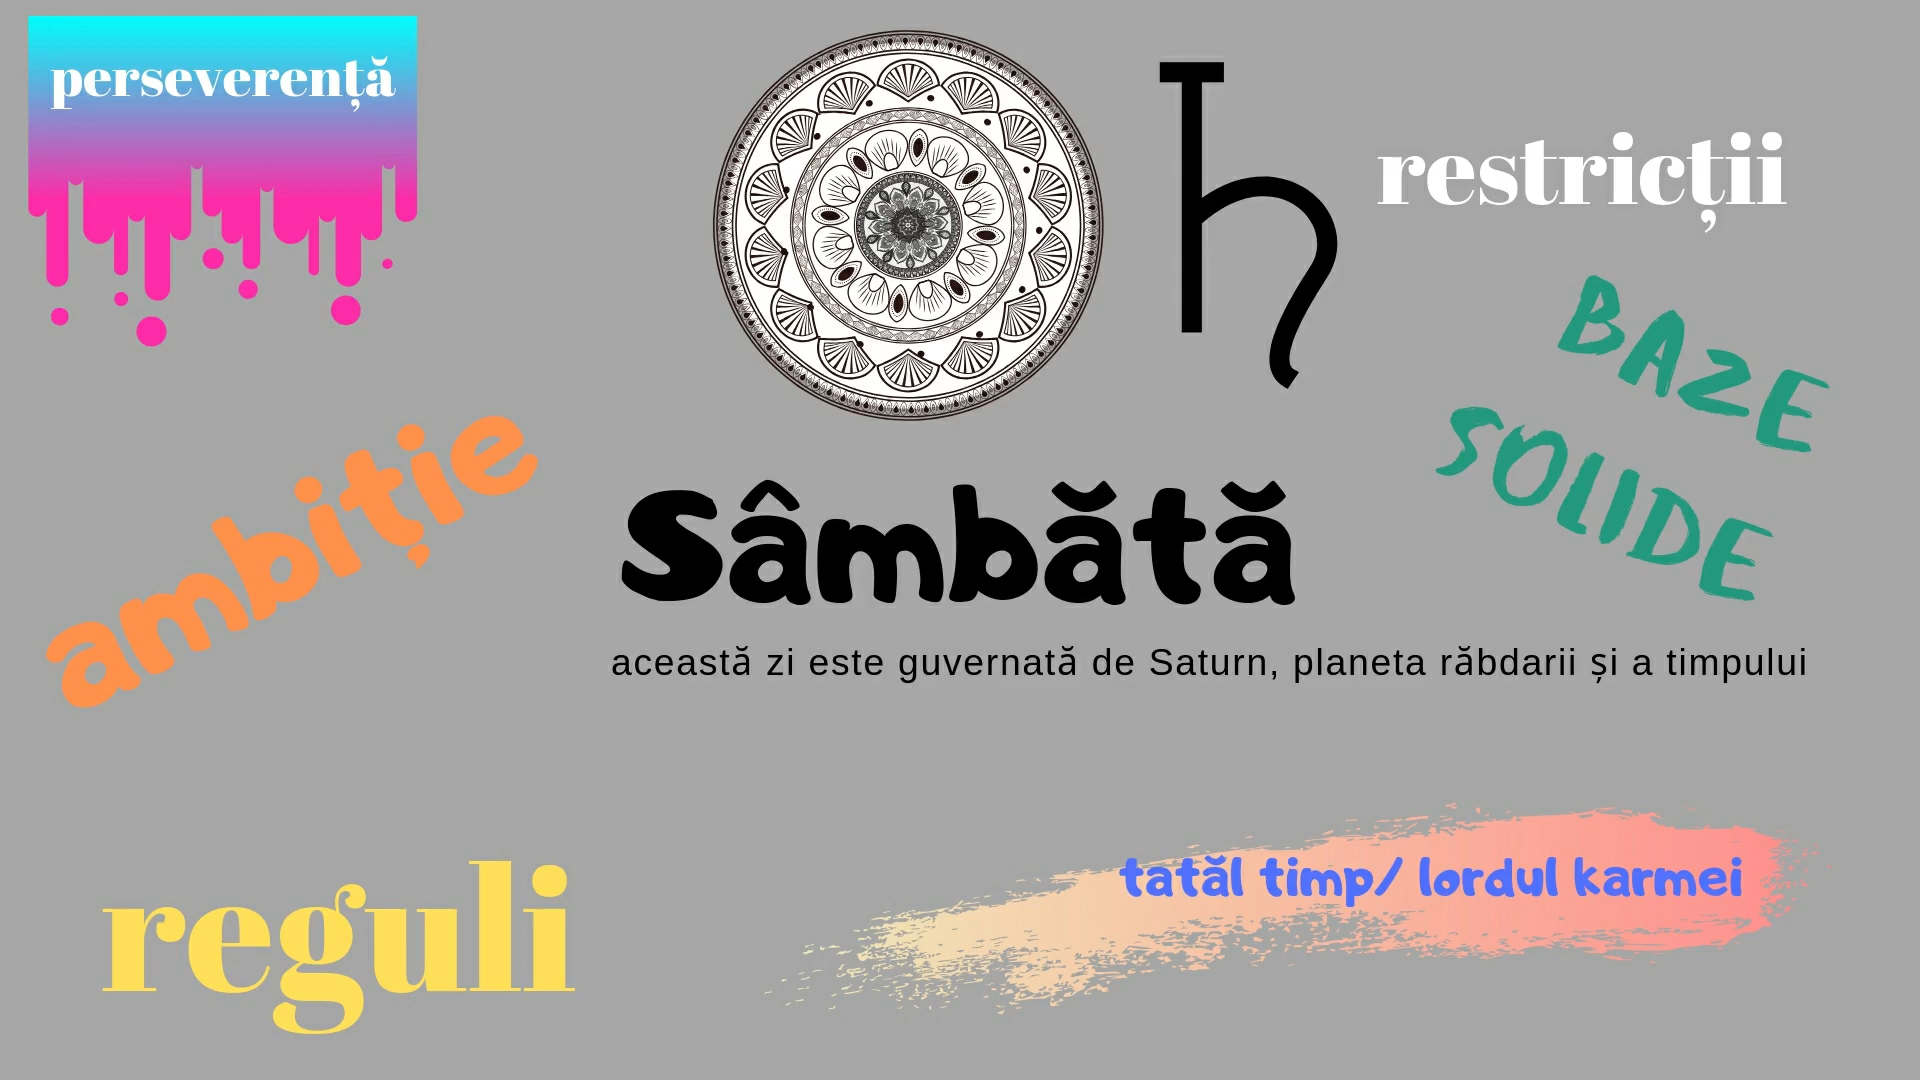 perseverență
restricții
BAZE
SOLIDE
ambiție
Sâmbătă
această zi este guvernată de Saturn, planeta răbdarii și a timpului
tatăl timp/ lordul karmei
reguli